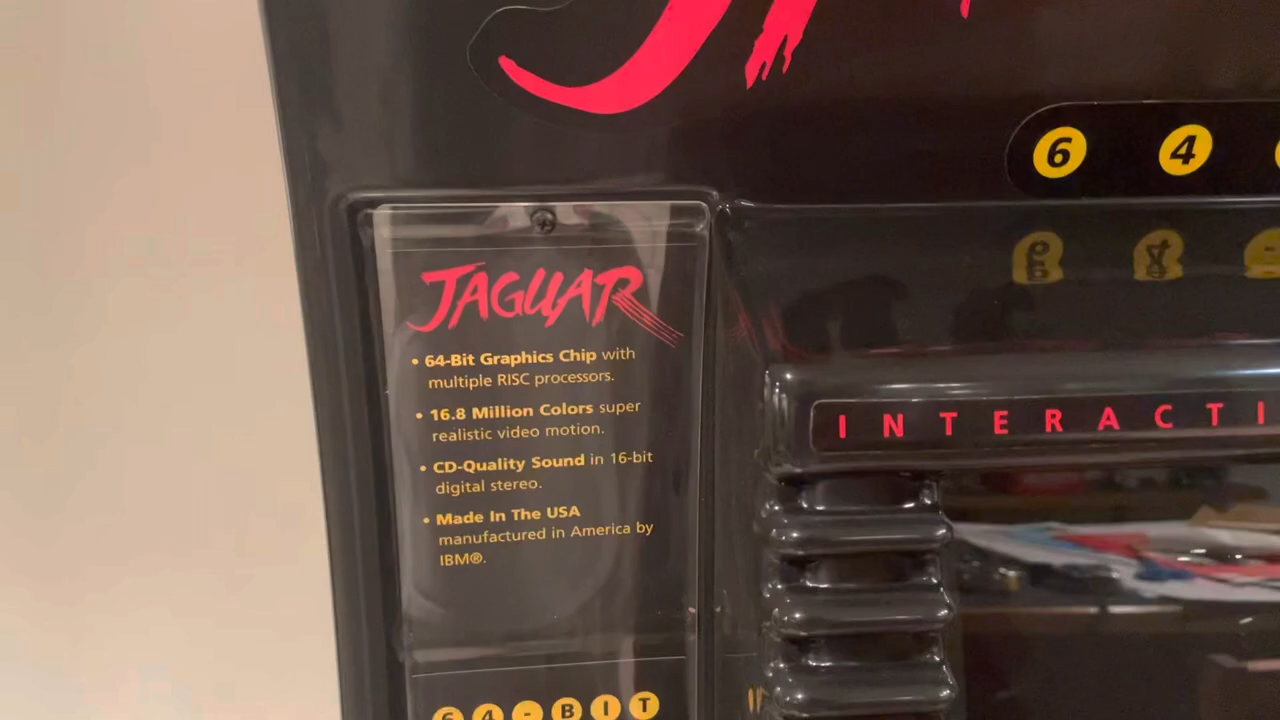 6 4
JAGUAR
• 64-Bit Graphics Chip with
multiple RISC processors.
• 16.8 Million Colors super
realistic video motion.
• CD-Quality Sound in 16-bit
digital stereo.
• Made In The USA
manufactured in America by
IBM®.
64-BIT
INTERACTI